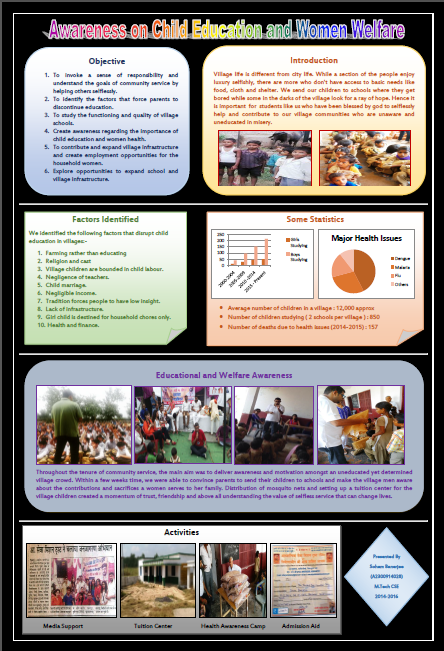 Awareness on Child Education and Women Welfare
Objective
1. To invoke a sense of responsibility and
understand the goals of community service by
helping others selflessly.
2. To identify the factors that force parents to
discontinue education.
3. To study the functioning and quality of village
schools.
4. Create awareness regarding the importance of
child education and women health.
5. To contribute and expand village infrastructure
and create employment opportunities for the
household women.
6. Explore opportunities to expand school and
village infrastructure.
Introduction
Village life is different from city life. While a section of the people enjoy
luxury selfishly, there are more who don't have access to basic needs like
food, cloth and shelter. We send our children to schools where they get
bored while some in the darks of the village look for a ray of hope. Hence it
is important for students like us who have been blessed by god to selflessly
help and contribute to our village communities who are unaware and
uneducated in misery.
Factors Identified
We identified the following factors that disrupt child
education in villages:-
1. Farming rather than educating
2. Religion and cast
3. Village children are bounded in child labour.
4. Negligence of teachers.
5. Child marriage.
6. Negligible income.
7. Tradition forces people to have low insight.
8. Lack of infrastructure.
9. Girl child is destined for household chores only.
10. Health and finance.
Some Statistics
250
200
150
100
50
0
2000-2004
2005-2009
2010-2014
2015-Present
Girls
Studying
Boys
Studying
Major Health Issues
Dengue
Malaria
Flu
Others
• Average number of children in a village : 12,000 approx
• Number of children studying ( 2 schools per village ) : 850
• Number of deaths due to health issues (2014-2015) : 157
Educational and Welfare Awareness
Throughout the tenure of community service, the main aim was to deliver awareness and motivation amongst an uneducated yet determined
village crowd. Within a few weeks time, we were able to convince parents to send their children to schools and make the village men aware
about the contributions and sacrifices a women serves to her family. Distribution of mosquito nets and setting up a tuition center for the
village children created a momentum of trust, friendship and above all understanding the value of selfless service that can change lives.
Activities
Media Support
Tuition Center
Health Awareness Camp
Admission Aid
Presented By
Soham Banerjee
(A2300914028)
M.Tech CSE
2014-2016